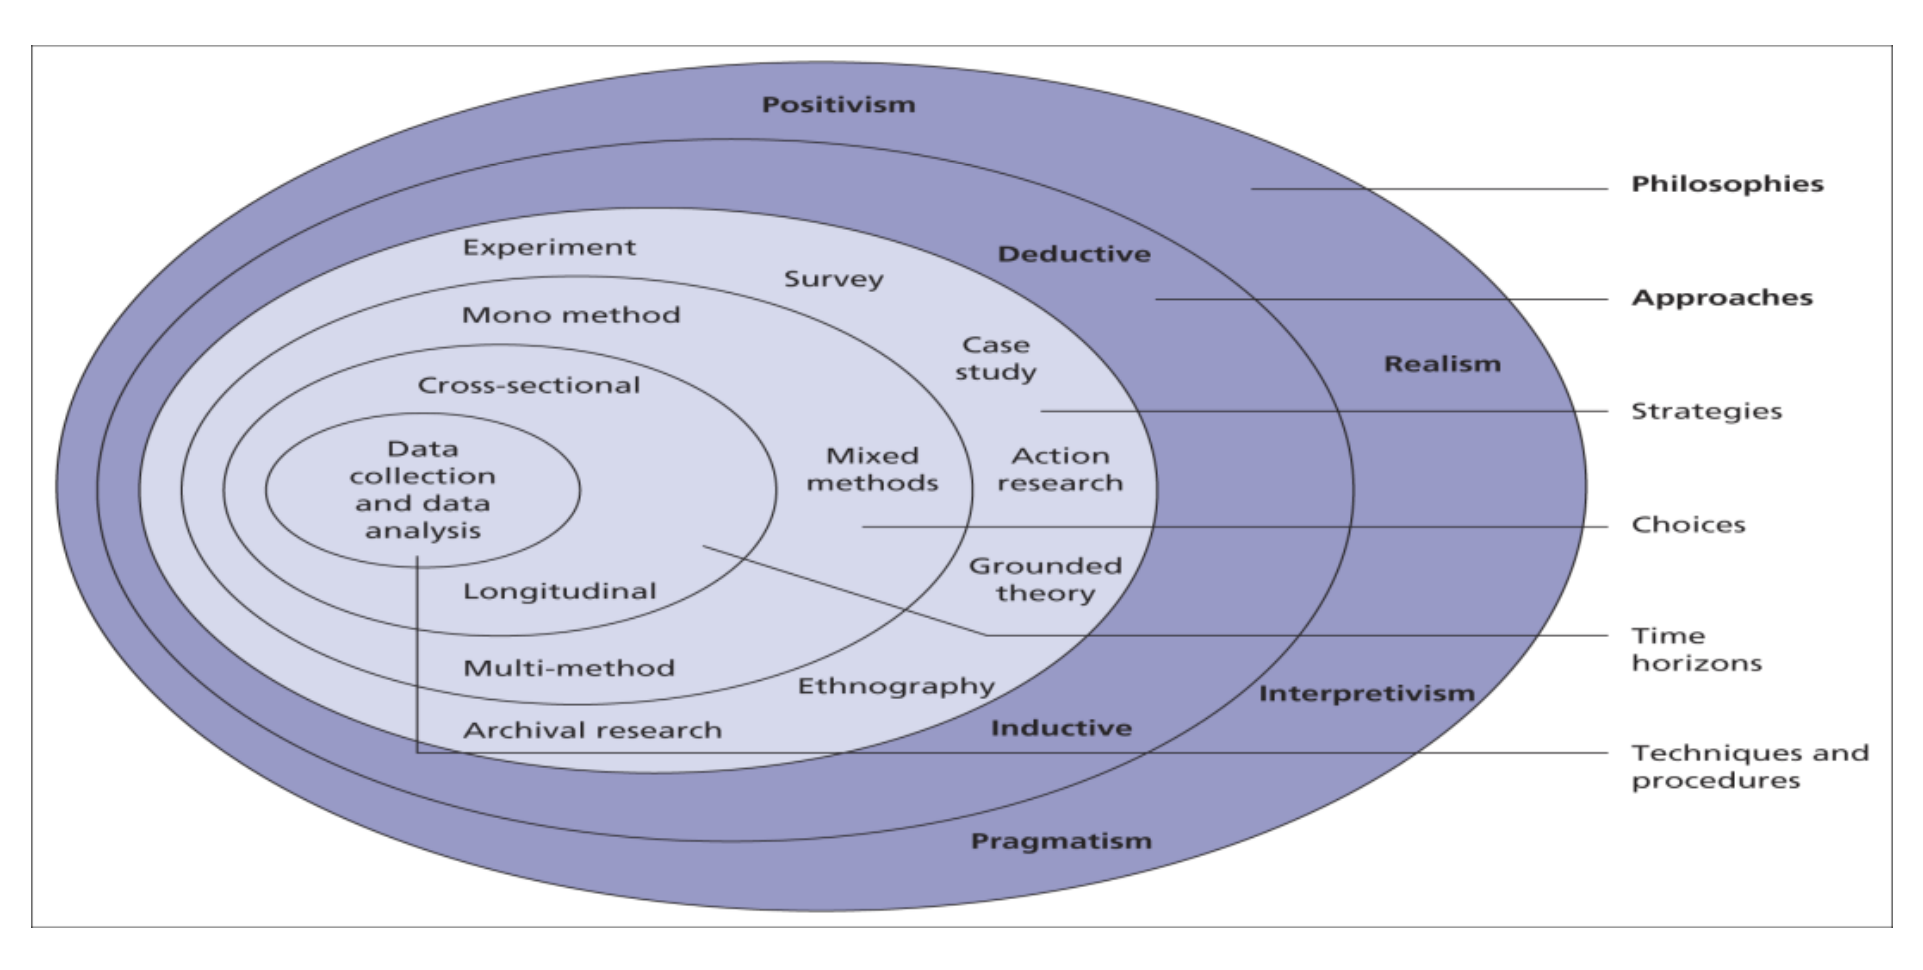 Positivism
Philosophies
Experiment
Survey
Deductive
Approaches
Mono method
Case
study
Realism
Cross-sectional
Strategies
Data
collection
and data
analysis
Mixed
methods
Action
research
Choices
Grounded
theory
Longitudinal
Time
horizons
Multi-method
Ethnography
Interpretivism
Archival research
Inductive
Techniques and
procedures
Pragmatism